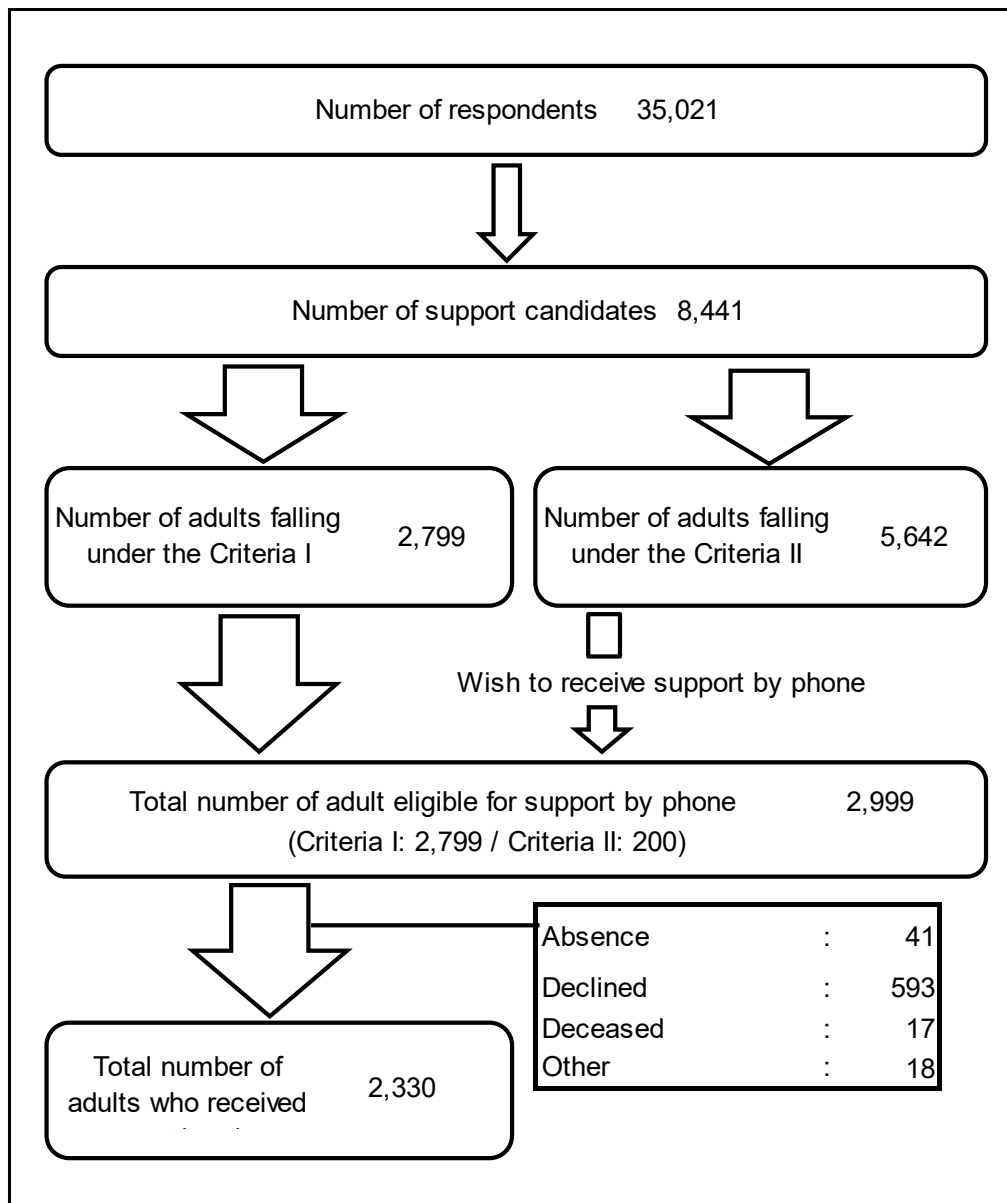 Number of respondents 35,021
Number of support candidates 8,441
Number of adults falling
under the Criteria I 2,799
Number of adults falling
under the Criteria II 5,642
Wish to receive support by phone
Total number of adult eligible for support by phone 2,999
(Criteria I: 2,799 / Criteria II: 200)
Absence : 41
Declined : 593
Deceased : 17
Other : 18
Total number of
adults who received 2,330